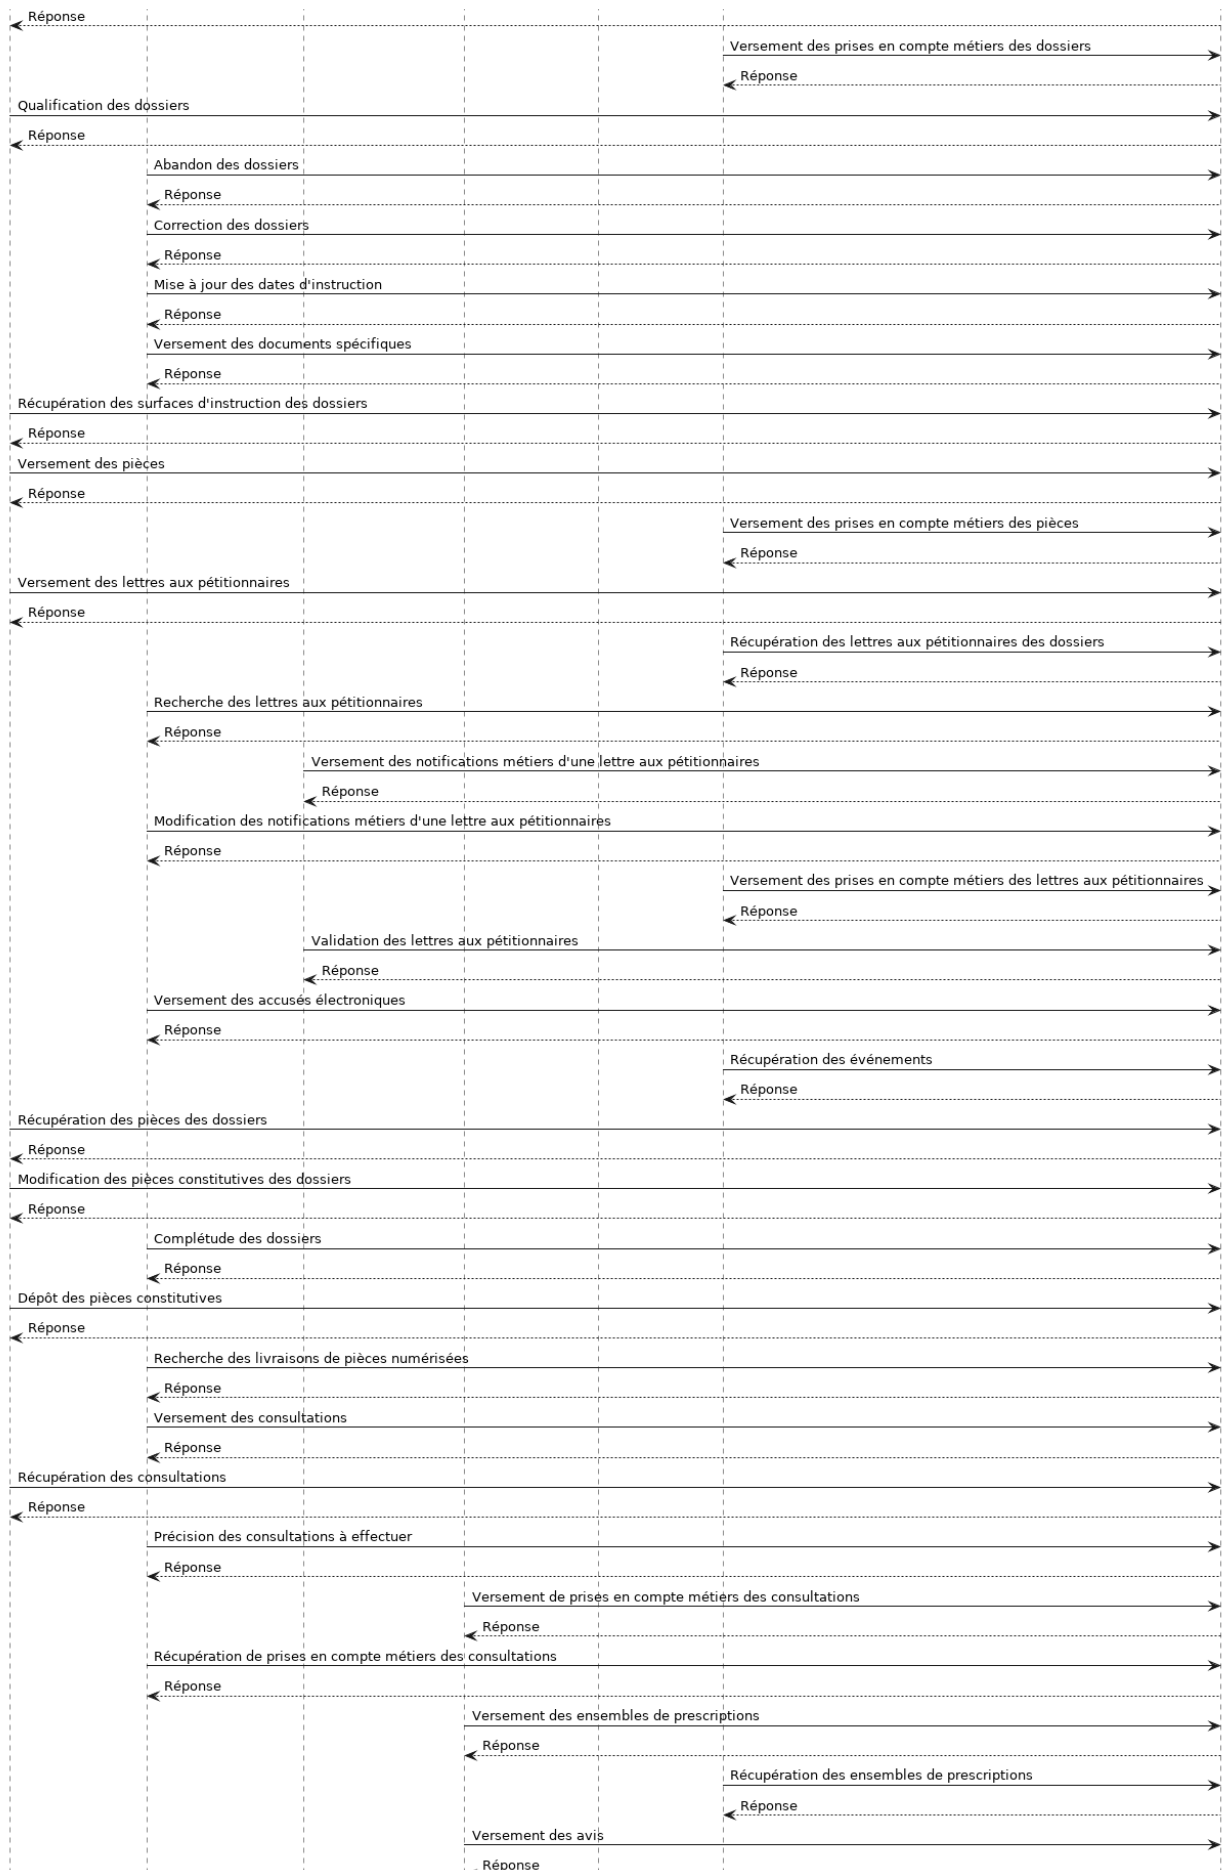 Réponse
Versement des prises en compte métiers des dossiers
Réponse
Qualification des dossiers
Réponse
Abandon des dossiers
Réponse
Correction des dossiers
Réponse
Mise à jour des dates d'instruction
Réponse
Versement des documents spécifiques
Réponse
Récupération des surfaces d'instruction des dossiers
Réponse
Versement des pièces
Réponse
Versement des prises en compte métiers des pièces
Réponse
Versement des lettres aux pétitionnaires
Réponse
Récupération des lettres aux pétitionnaires des dossiers
Réponse
Recherche des lettres aux pétitionnaires
Réponse
Versement des notifications métiers d'une lettre aux pétitionnaires
Réponse
Modification des notifications métiers d'une lettre aux pétitionnaires
Réponse
Versement des prises en compte métiers des lettres aux pétitionnaires
Réponse
Validation des lettres aux pétitionnaires
Réponse
Versement des accusés électroniques
Réponse
Récupération des événements
Réponse
Récupération des pièces des dossiers
Réponse
Modification des pièces constitutives des dossiers
Réponse
Complétude des dossiers
Réponse
Dépôt des pièces constitutives
Réponse
Recherche des livraisons de pièces numérisées
Réponse
Versement des consultations
Réponse
Récupération des consultations
Réponse
Précision des consultations à effectuer
Réponse
Versement de prises en compte métiers des consultations
Réponse
Récupération de prises en compte métiers des consultations
Réponse
Versement des ensembles de prescriptions
Réponse
Récupération des ensembles de prescriptions
Réponse
Versement des avis
Réponse